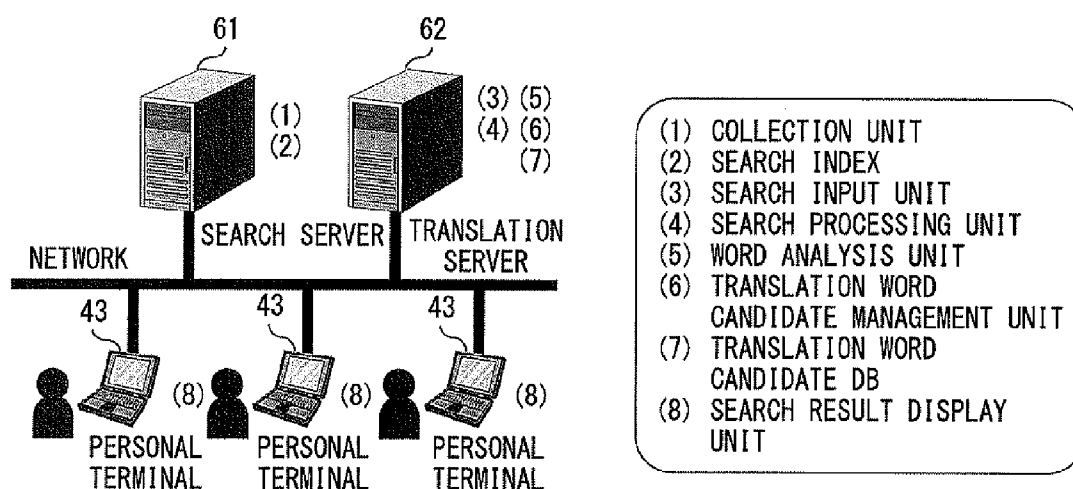 61
62
(1)
(2)
(3) (5)
(4) (6)
(7)
SEARCH SERVER
TRANSLATION
SERVER
NETWORK
43
43
43
(8)
(8)
(8)
PERSONAL
TERMINAL
PERSONAL
TERMINAL
PERSONAL
TERMINAL
(1) COLLECTION UNIT
(2) SEARCH INDEX
(3) SEARCH INPUT UNIT
(4) SEARCH PROCESSING UNIT
(5) WORD ANALYSIS UNIT
(6) TRANSLATION WORD
CANDIDATE MANAGEMENT UNIT
(7) TRANSLATION WORD
CANDIDATE DB
(8) SEARCH RESULT DISPLAY
UNIT